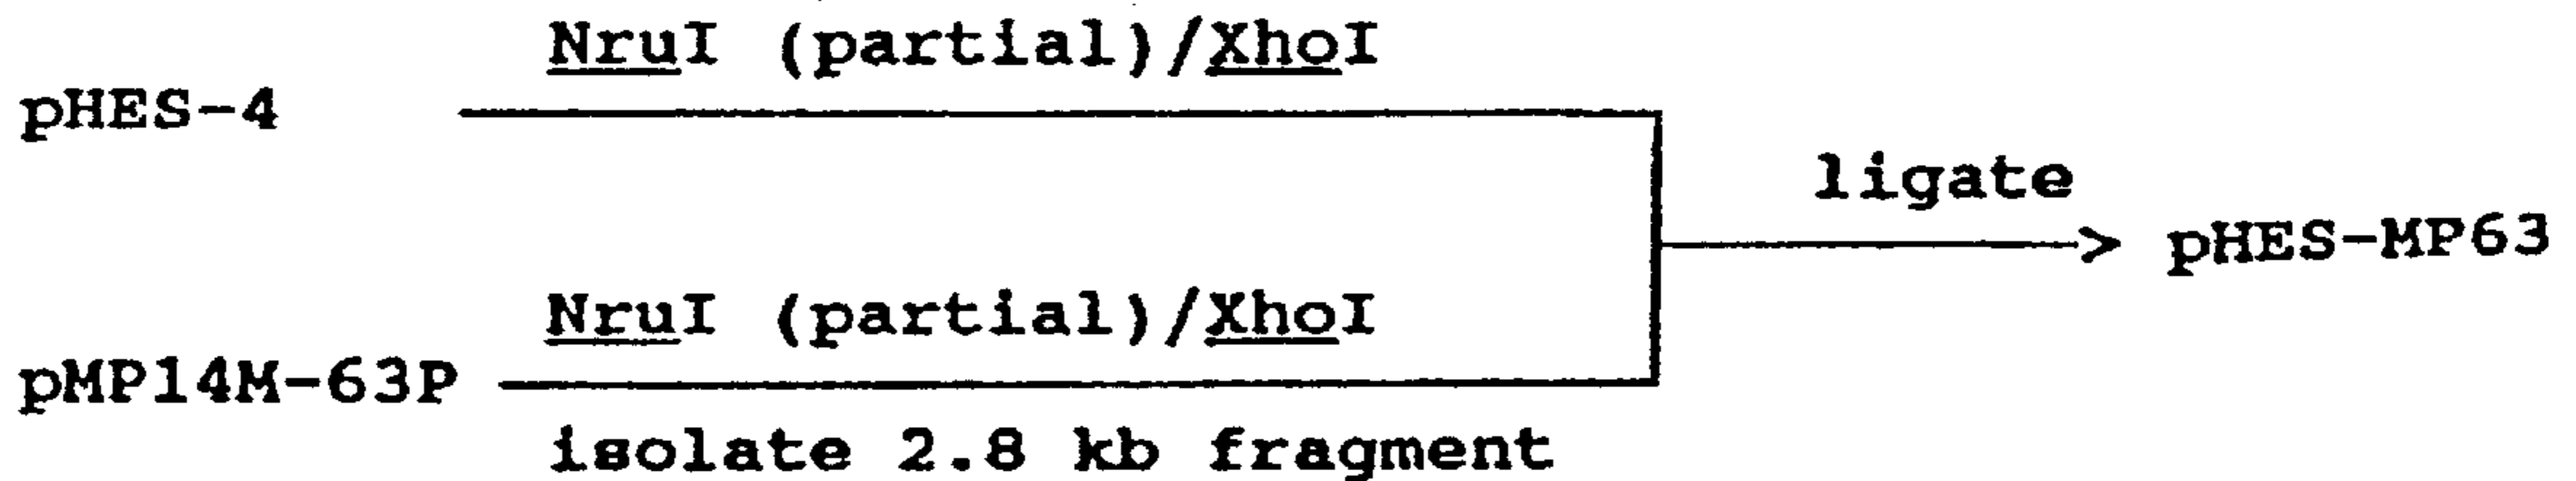 NruI (partial)/XhoI
pHES-4
ligate
pHES-MP63
NruI (partial)/XhoI
pMP14M-63P
isolate 2.8 kb fragment